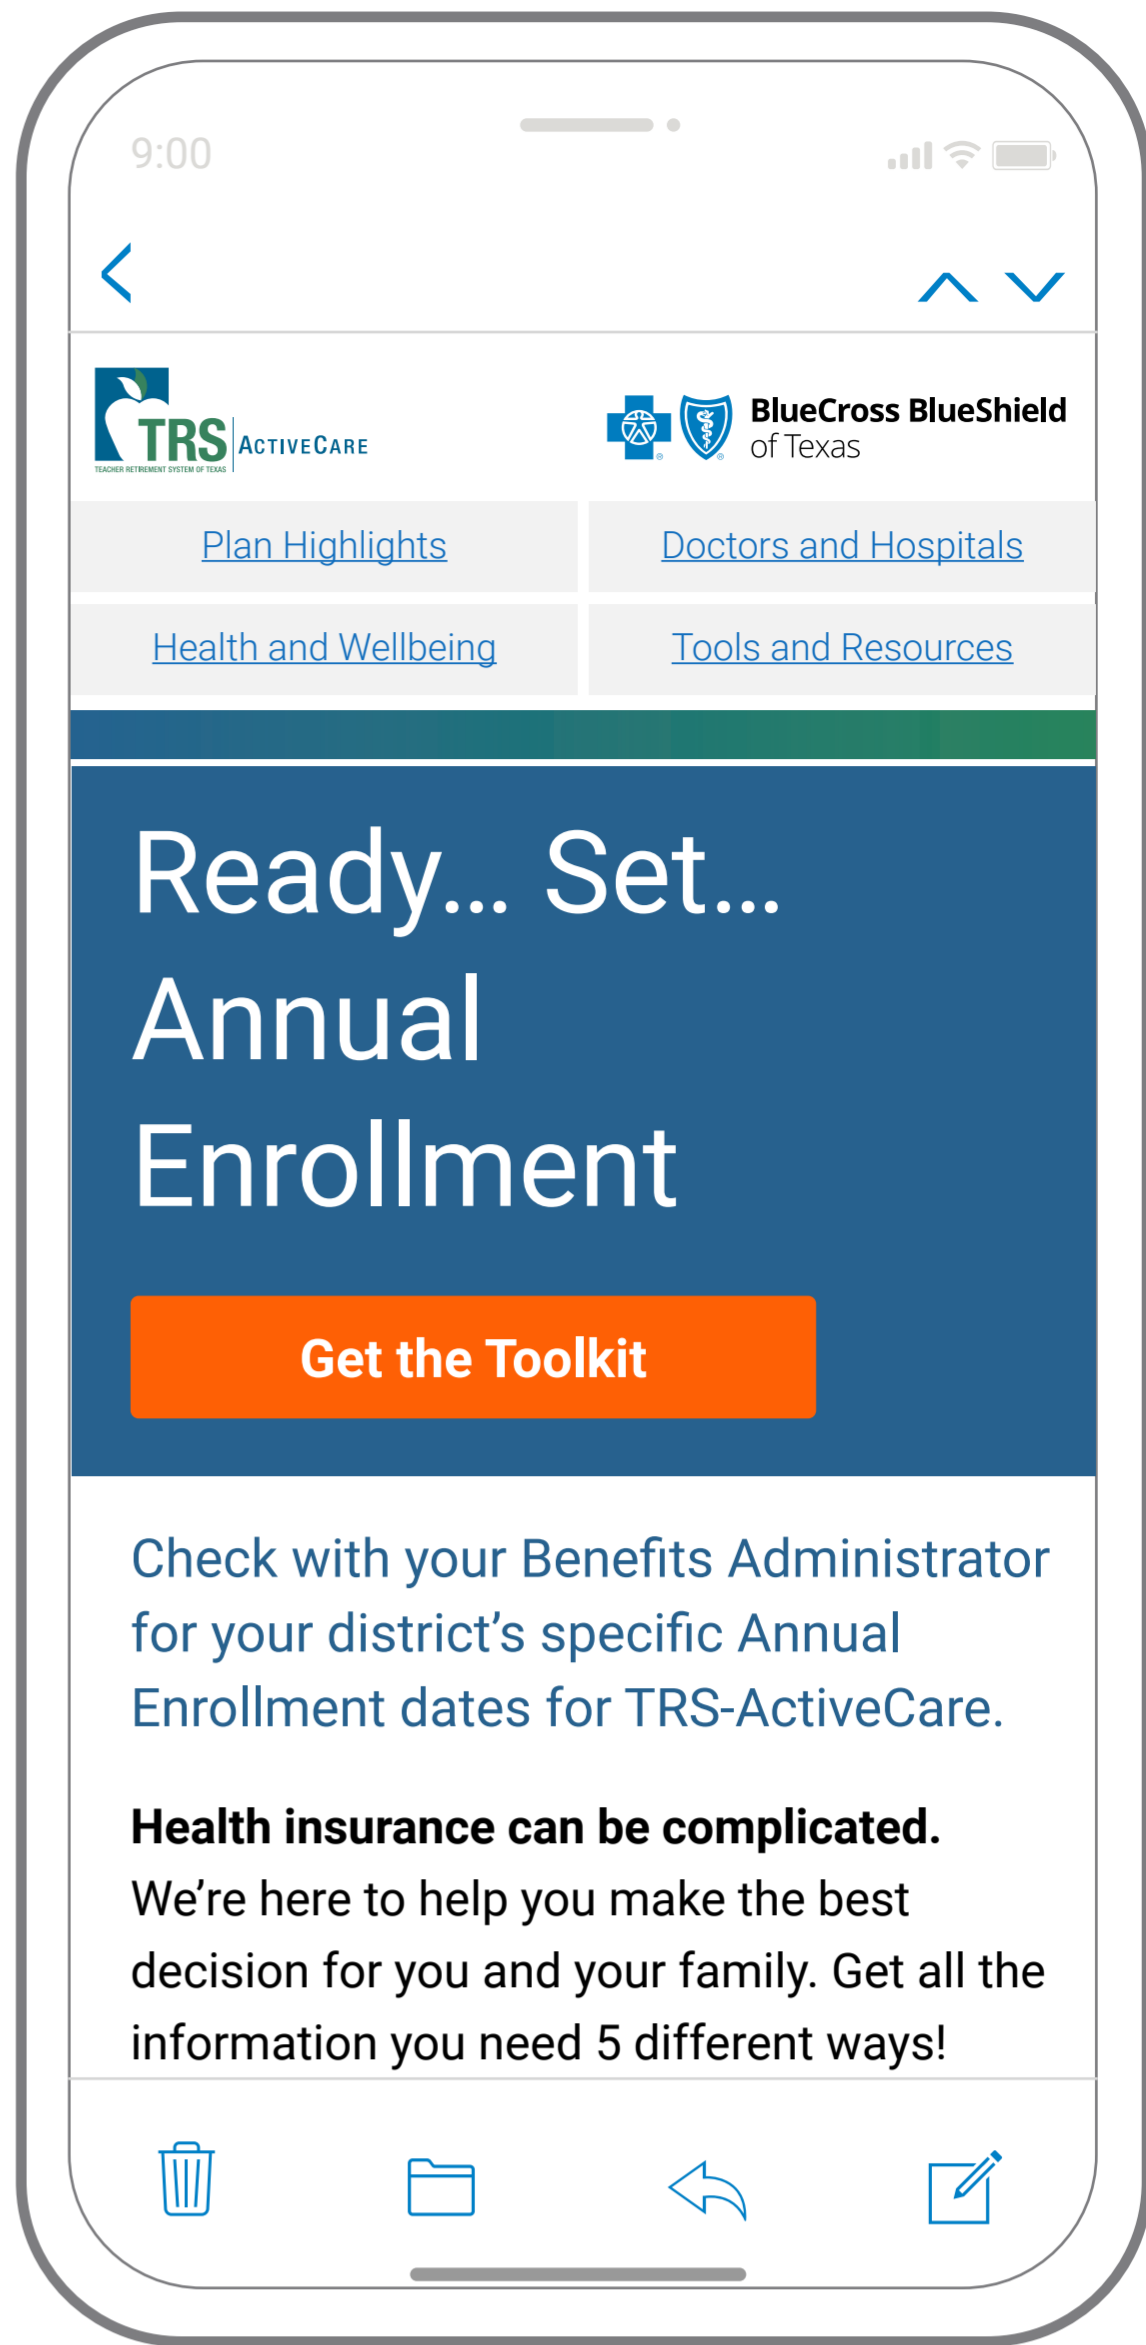 9:00
TRS ACTIVECARE
TEACHER RETIREMENT SYSTEM OF TEXAS
BlueCross BlueShield
of Texas
Plan Highlights
Doctors and Hospitals
Health and Wellbeing
Tools and Resources
Ready... Set...
Annual
Enrollment
Get the Toolkit
Check with your Benefits Administrator
for your district’s specific Annual
Enrollment dates for TRS-ActiveCare.
Health insurance can be complicated.
We’re here to help you make the best
decision for you and your family. Get all the
information you need 5 different ways!